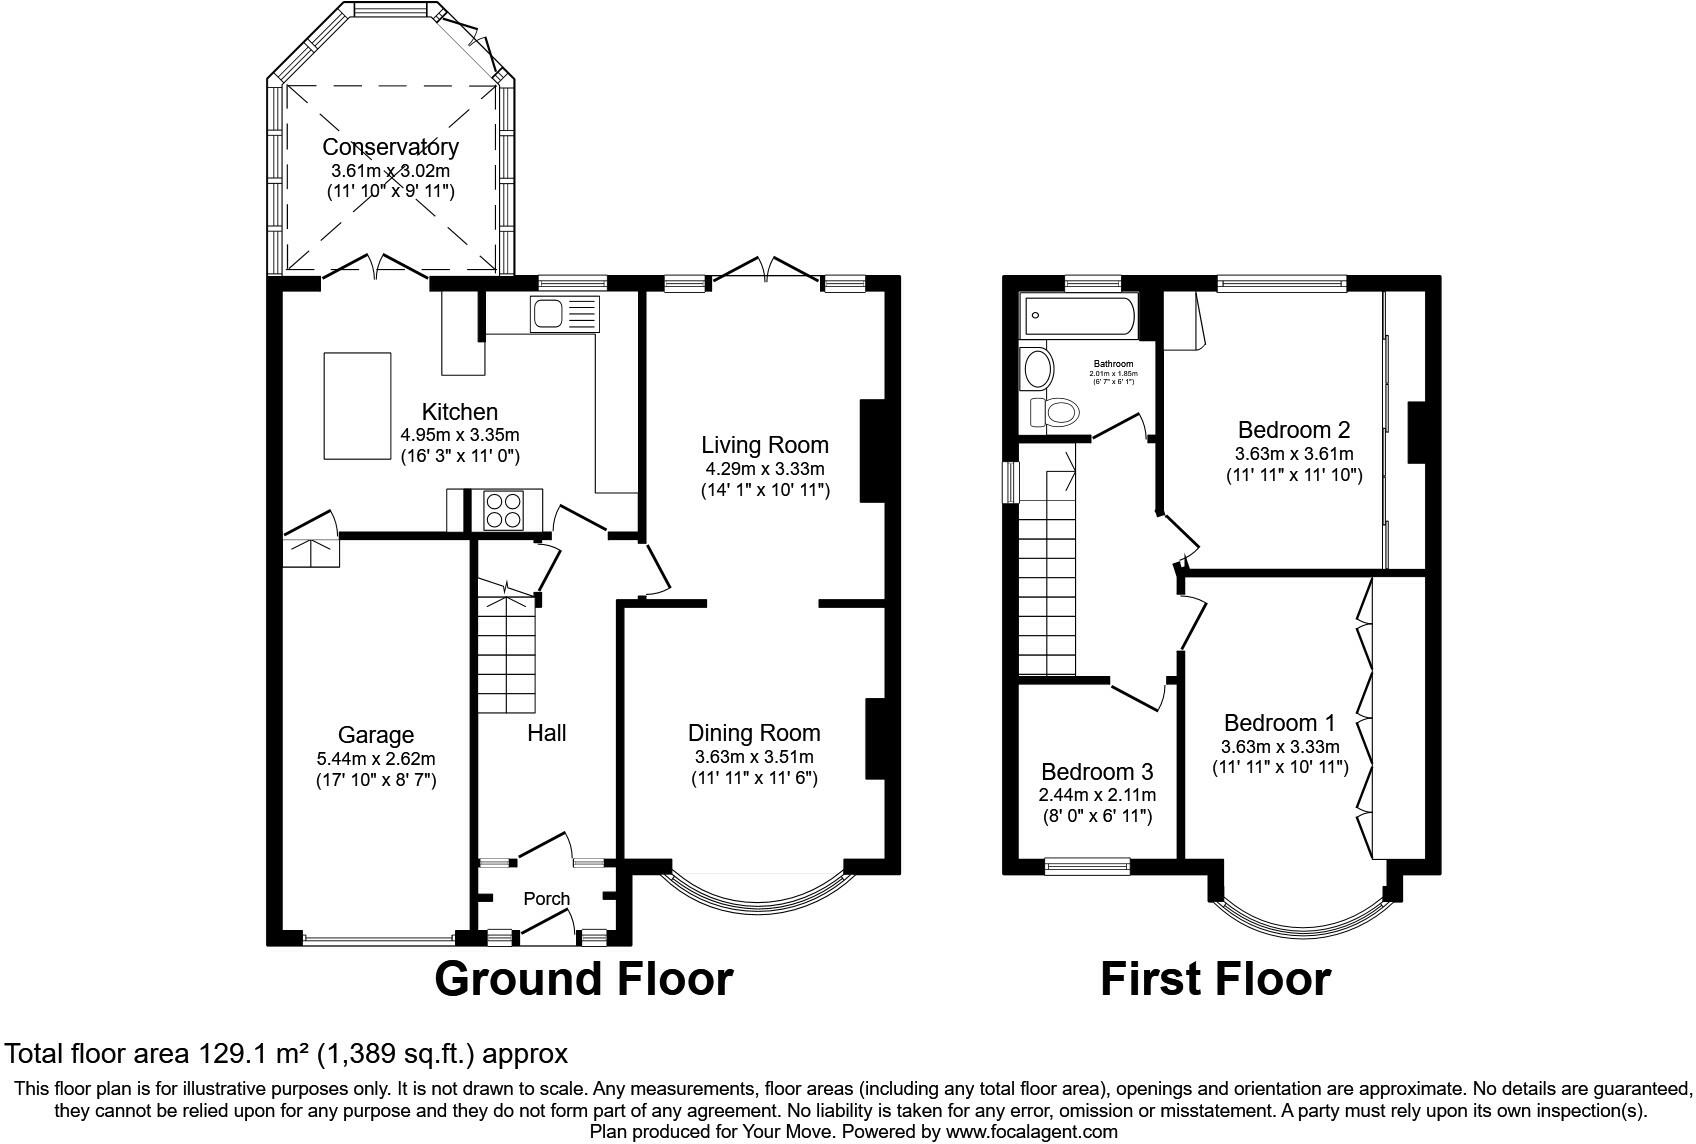 Conservatory
3.61m x 3.02m
(11' 10" x 9' 11")
Kitchen
4.95m x 3.35m
(16' 3" x 11' 0")
Living Room
4.29m x 3.33m
(14' 1" x 10' 11")
Garage
5.44m x 2.62m
(17' 10" x 8' 7")
Hall
Dining Room
3.63m x 3.51m
(11' 11" x 11' 6")
Porch
Ground Floor
Bathroom
2.01m x 1.85m
(6' 7" x 6' 1")
Bedroom 2
3.63m x 3.61m
(11' 11" x 11' 10")
Bedroom 1
3.63m x 3.33m
(11' 11" x 10' 11")
Bedroom 3
2.44m x 2.11m
(8' 0" x 6' 11")
First Floor
Total floor area 129.1 m² (1,389 sq.ft.) approx
This floor plan is for illustrative purposes only. It is not drawn to scale. Any measurements, floor areas (including any total floor area), openings and orientation are approximate. No details are guaranteed,
they cannot be relied upon for any purpose and they do not form part of any agreement. No liability is taken for any error, omission or misstatement. A party must rely upon its own inspection(s).
Plan produced for Your Move. Powered by www.focalagent.com